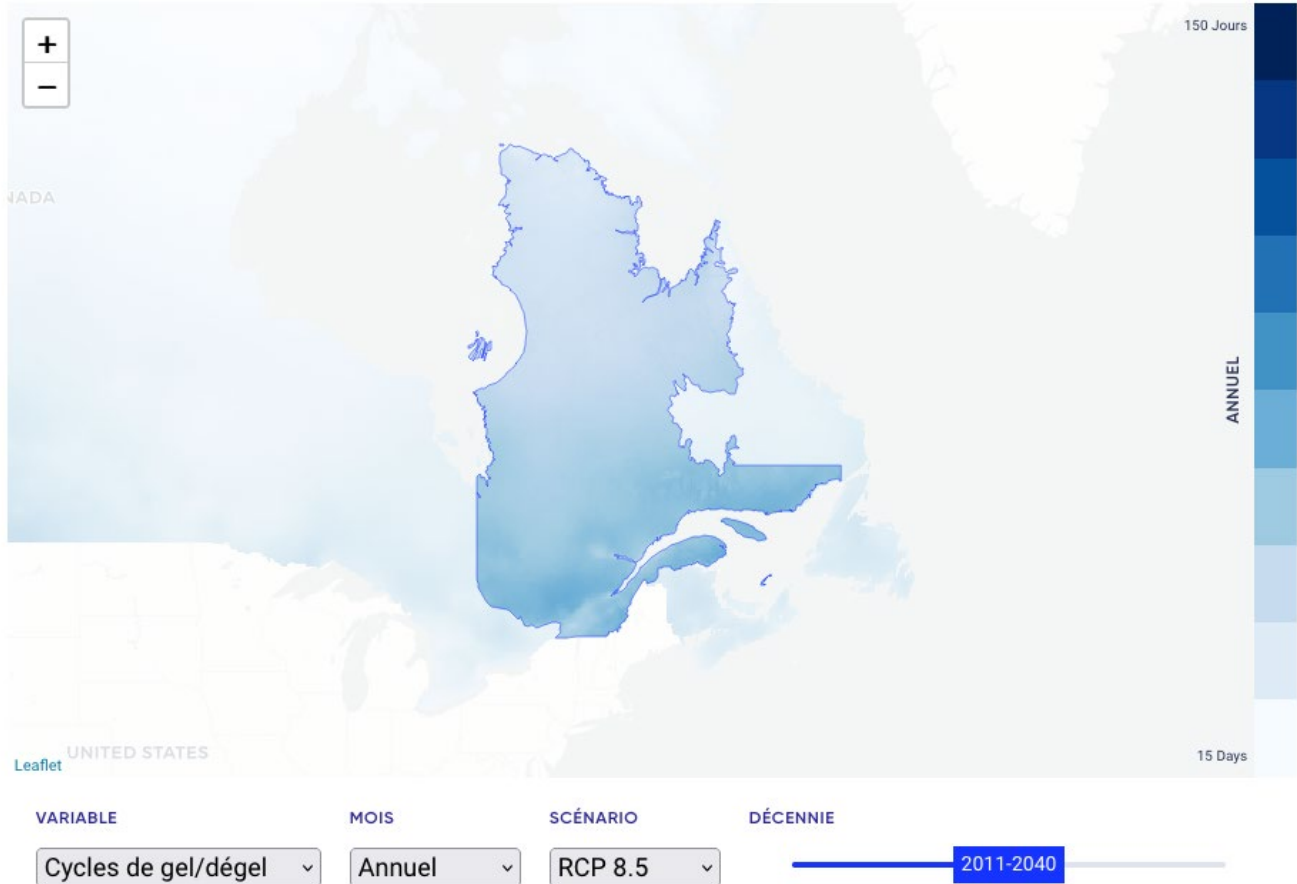 +
−
150 Jours
NADA
ANNUEL
UNITED STATES
Leaflet
15 Days
VARIABLE
MOIS
SCÉNARIO
DÉCENNIE
Cycles de gel/dégel
Annuel
RCP 8.5
2011-2040